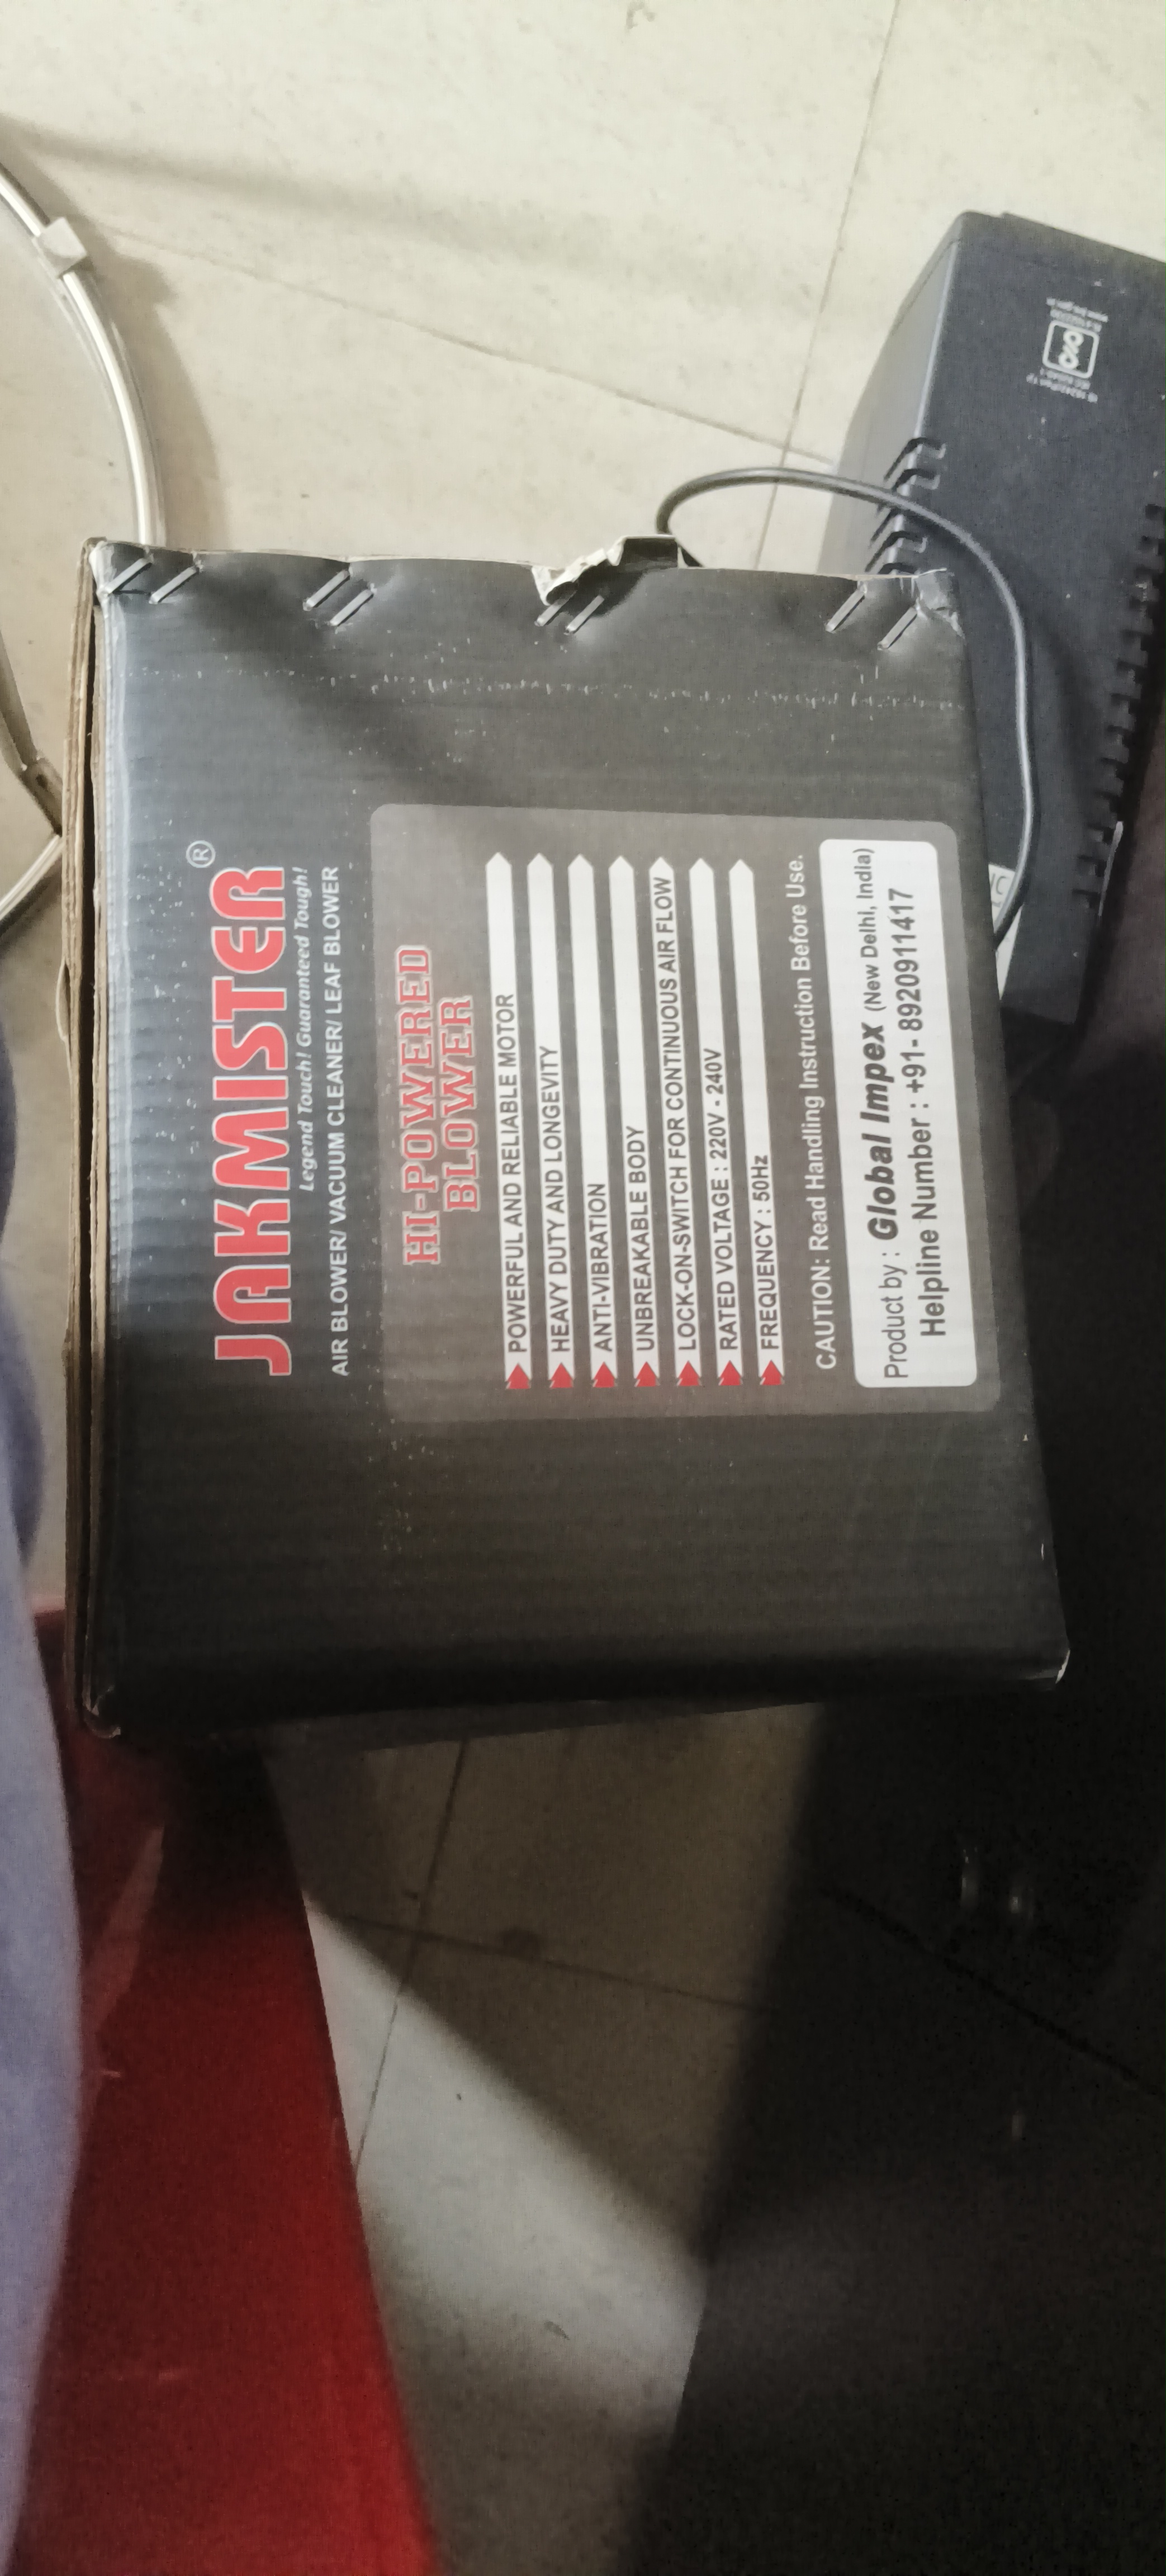 JAKMISTER®
Legend Touch! Guaranteed Tough!
AIR BLOWER/ VACUUM CLEANER/ LEAF BLOWER
HI-POWERED
BLOWER
POWERFUL AND RELIABLE MOTOR
HEAVY DUTY AND LONGEVITY
ANTI-VIBRATION
UNBREAKABLE BODY
LOCK-ON-SWITCH FOR CONTINUOUS AIR FLOW
RATED VOLTAGE : 220V - 240V
FREQUENCY : 50Hz
CAUTION: Read Handling Instruction Before Use.
Product by : Global Impex (New Delhi, India)
Helpline Number : +91- 8920911417